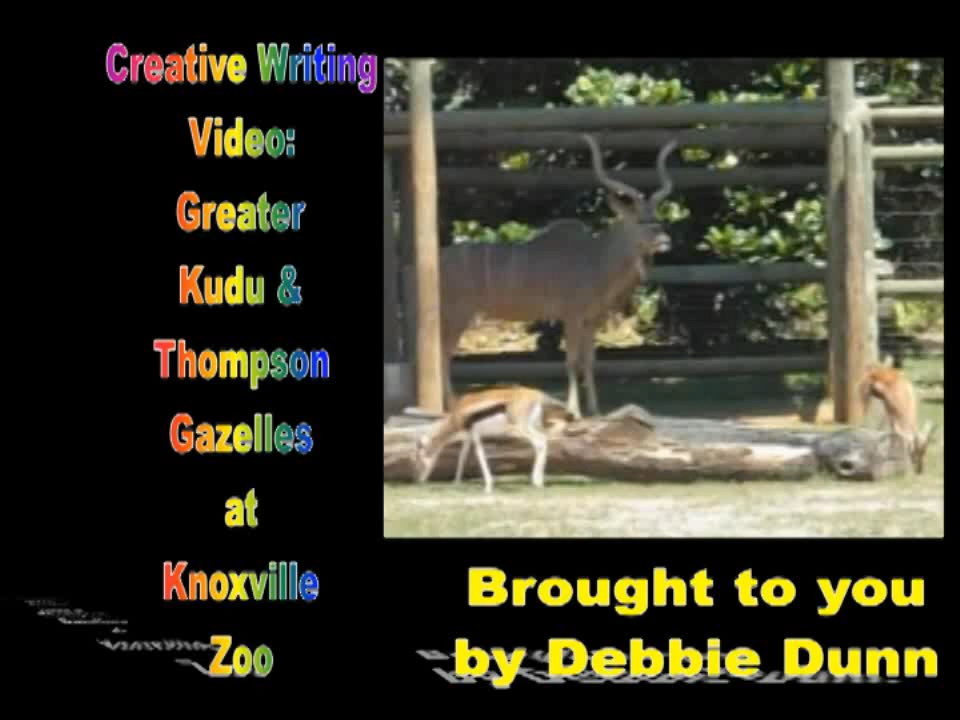 Creative Writing
Video:
Greater
Kudu &
Thompson
Gazelles
at
Knoxville
Zoo
Brought to you
by Debbie Dunn